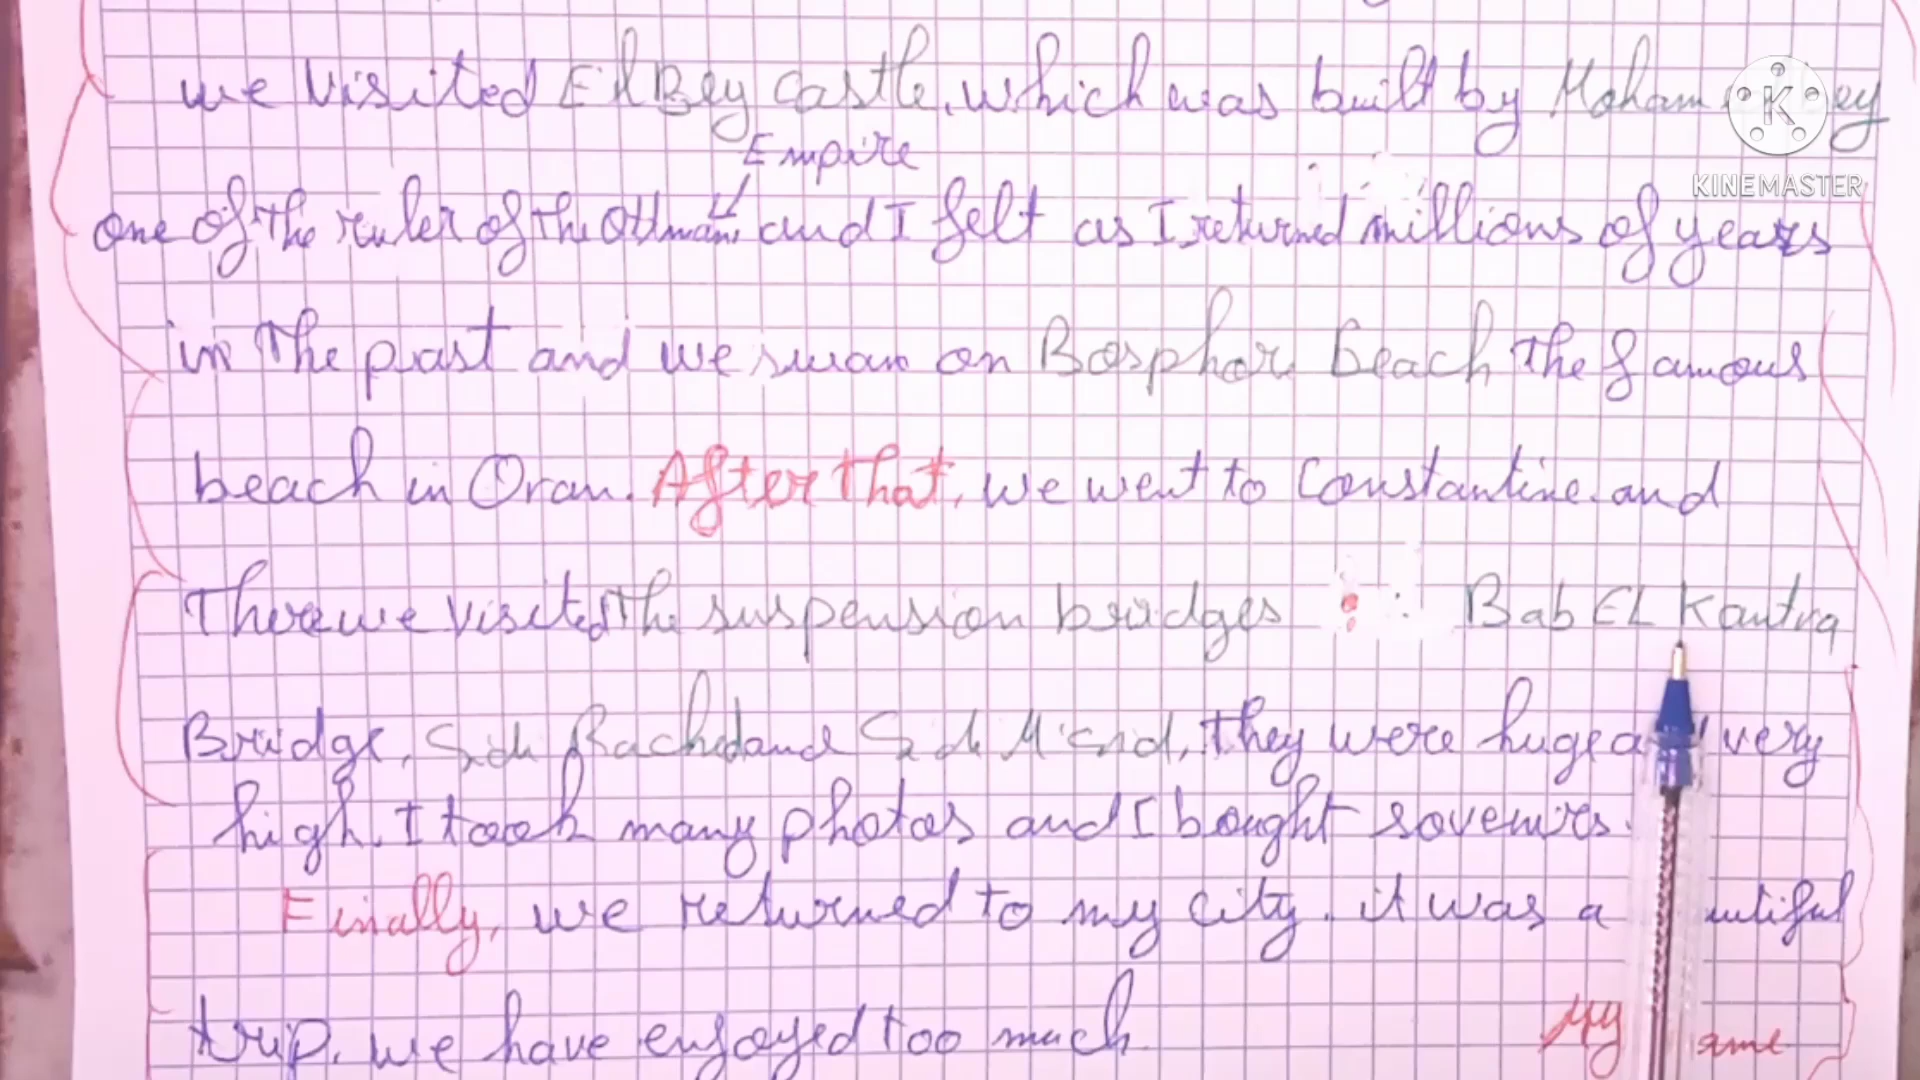 we visited El Bey castle, which was built by Moham bey
Empire
one of the ruler of the Ottman and I felt as I returned millions of years
in the past and we swam on Bosphor beach the famous
beach in Oran. After that, we went to Constantine and
There we visited the suspension bridges : Bab EL Kantra
Bridge, Sidi Rached and Sidi M'cid, they were huge a very
high. I took many photos and I bought sovenirs.
Finally, we returned to my city. it was a utiful
trip. we have enjoyed too much.
My ame
KINEMASTER